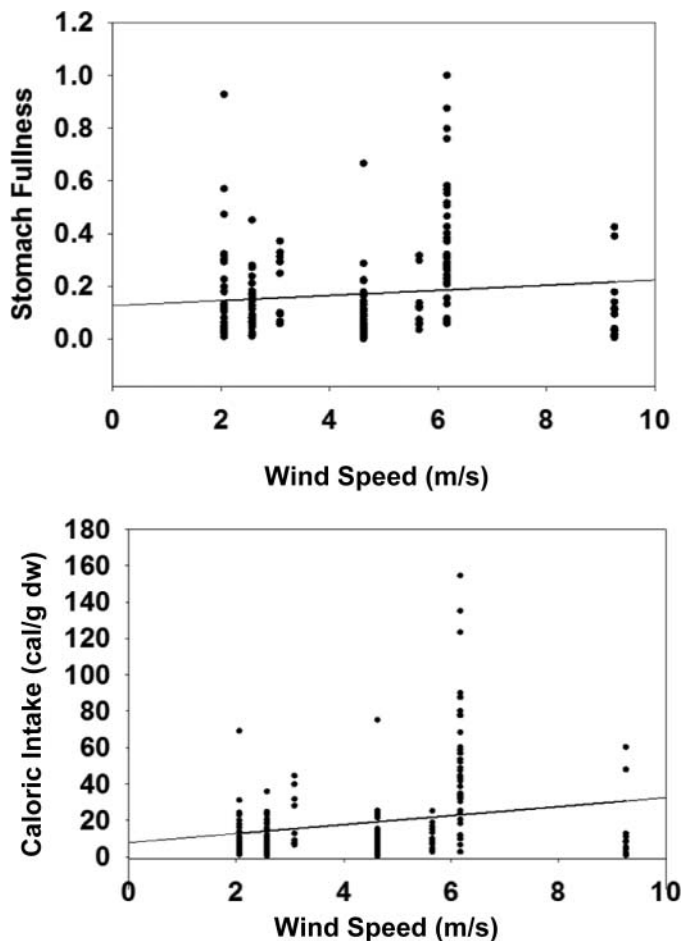 1.2
1.0
0.8
0.6
0.4
0.2
0.0
Stomach Fullness
0 2 4 6 8 10
Wind Speed (m/s)
180
160
140
120
100
80
60
40
20
0
Caloric Intake (cal/g dw)
0 2 4 6 8 10
Wind Speed (m/s)